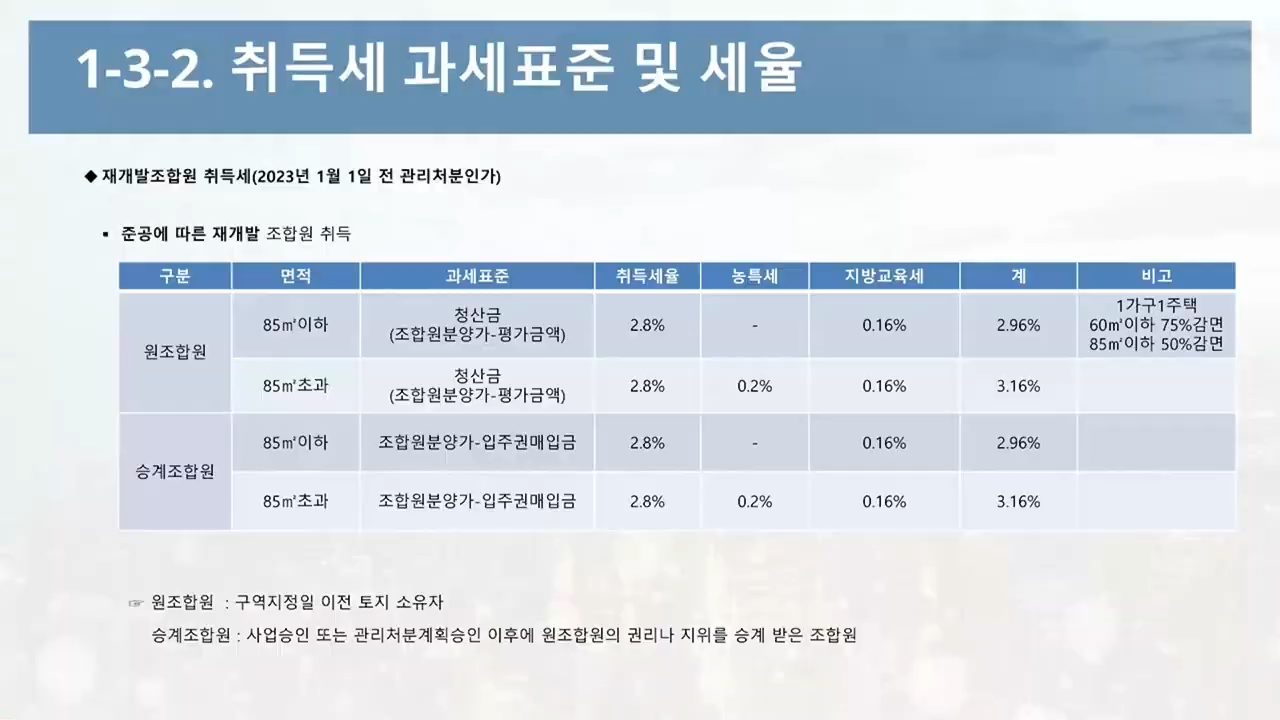 1-3-2. 취득세 과세표준 및 세율
◆ 재개발조합원 취득세(2023년 1월 1일 전 관리처분인가)
▪ 준공에 따른 재개발 조합원 취득
구분 면적 과세표준 취득세율 농특세 지방교육세 계 비고
원조합원
85㎡이하
청산금
(조합원분양가-평가금액)
2.8% - 0.16% 2.96%
1가구1주택
60㎡이하 75%감면
85㎡이하 50%감면
85㎡초과
청산금
(조합원분양가-평가금액)
2.8% 0.2% 0.16% 3.16%
승계조합원
85㎡이하 조합원분양가-입주권매입금 2.8% - 0.16% 2.96%
85㎡초과 조합원분양가-입주권매입금 2.8% 0.2% 0.16% 3.16%
☞ 원조합원 : 구역지정일 이전 토지 소유자
승계조합원 : 사업승인 또는 관리처분계획승인 이후에 원조합원의 권리나 지위를 승계 받은 조합원